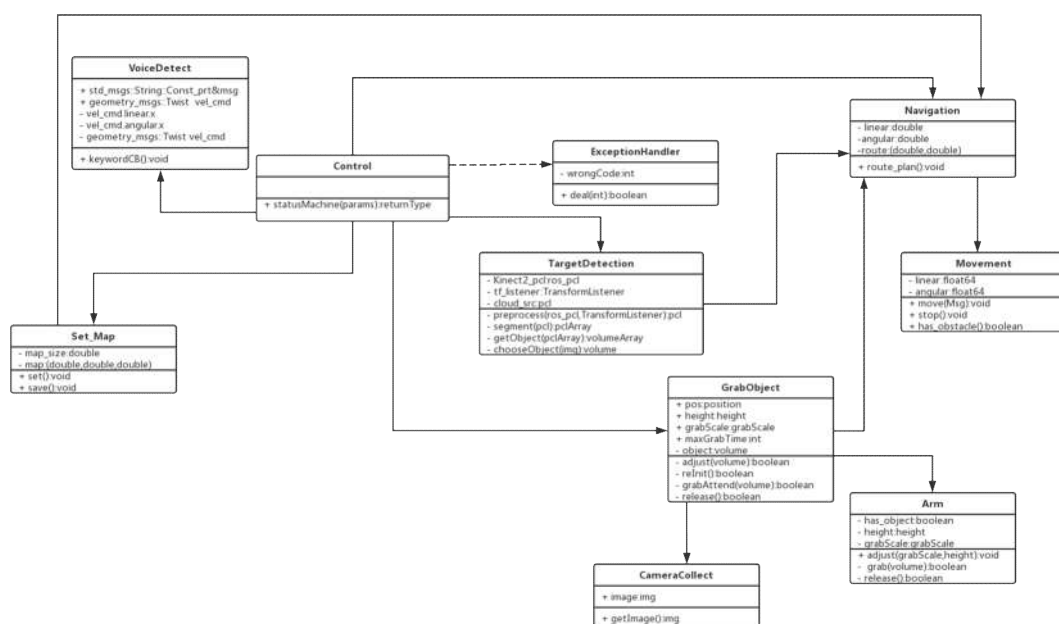 VoiceDetect
+ std_msgs::String::Const_prt&msg
+ geometry_msgs::Twist vel_cmd
- vel_cmd.linear.x
- vel_cmd.angular.x
- geometry_msgs::Twist vel_cmd
+ keywordCB():void
Control
+ statusMachine(params):returnType
ExceptionHandler
- wrongCode:int
+ deal(int):boolean
Navigation
- linear:double
-angular:double
-route:(double,double)
+ route_plan():void
TargetDetection
- Kinect2_pcl:ros_pcl
- tf_listener:TransformListener
- cloud_src:pcl
- preprocess(ros_pcl,TransformListener):pcl
- segment(pcl):pclArray
- getObject(pclArray):volumeArray
- chooseObject(img):volume
Movement
- linear:float64
- angular:float64
+ move(Msg):void
+ stop():void
+ has_obstacle():boolean
Set_Map
- map_size:double
- map:(double,double,double)
+ set():void
+ save():void
GrabObject
+ pos:position
+ height:height
+ grabScale:grabScale
+ maxGrabTime:int
- object:volume
- adjust(volume):boolean
- reInit():boolean
- grabAttend(volume):boolean
- release():boolean
Arm
- has_object:boolean
- height:height
- grabScale:grabScale
+ adjust(grabScale,height):void
- grab(volume):boolean
- release():boolean
CameraCollect
+ image:img
+ getImage():img